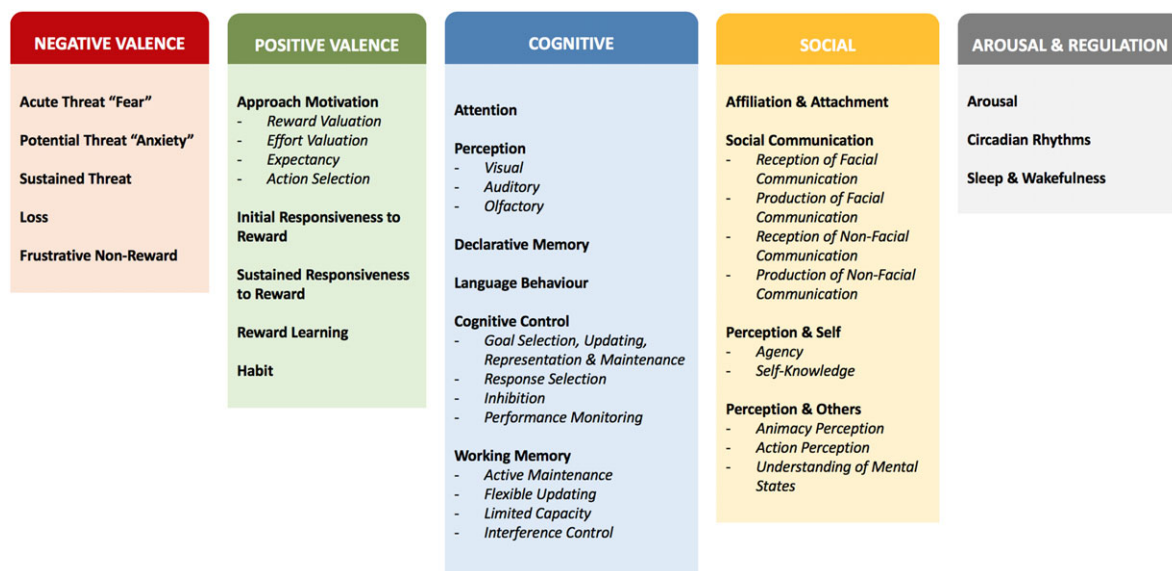 NEGATIVE VALENCE
Acute Threat “Fear”
Potential Threat “Anxiety”
Sustained Threat
Loss
Frustrative Non-Reward
POSITIVE VALENCE
Approach Motivation
- Reward Valuation
- Effort Valuation
- Expectancy
- Action Selection
Initial Responsiveness to
Reward
Sustained Responsiveness
to Reward
Reward Learning
Habit
COGNITIVE
Attention
Perception
- Visual
- Auditory
- Olfactory
Declarative Memory
Language Behaviour
Cognitive Control
- Goal Selection, Updating,
Representation & Maintenance
- Response Selection
- Inhibition
- Performance Monitoring
Working Memory
- Active Maintenance
- Flexible Updating
- Limited Capacity
- Interference Control
SOCIAL
Affiliation & Attachment
Social Communication
- Reception of Facial
Communication
- Production of Facial
Communication
- Reception of Non-Facial
Communication
- Production of Non-Facial
Communication
Perception & Self
- Agency
- Self-Knowledge
Perception & Others
- Animacy Perception
- Action Perception
- Understanding of Mental
States
AROUSAL & REGULATION
Arousal
Circadian Rhythms
Sleep & Wakefulness